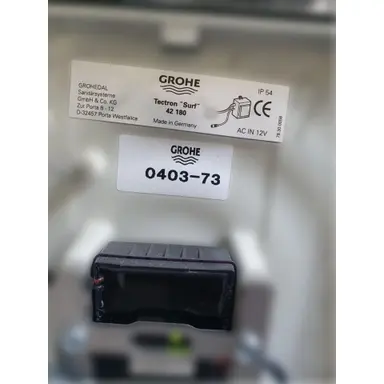 GROHEDAL
Sanitärsysteme
GmbH & Co. KG
Zur Porta 8 - 12
D-32457 Porta Westfalica
GROHE
Tectron "Surf"
42 180
Made in Germany
IP 54
CE
AC IN 12V
GROHE
0403-73